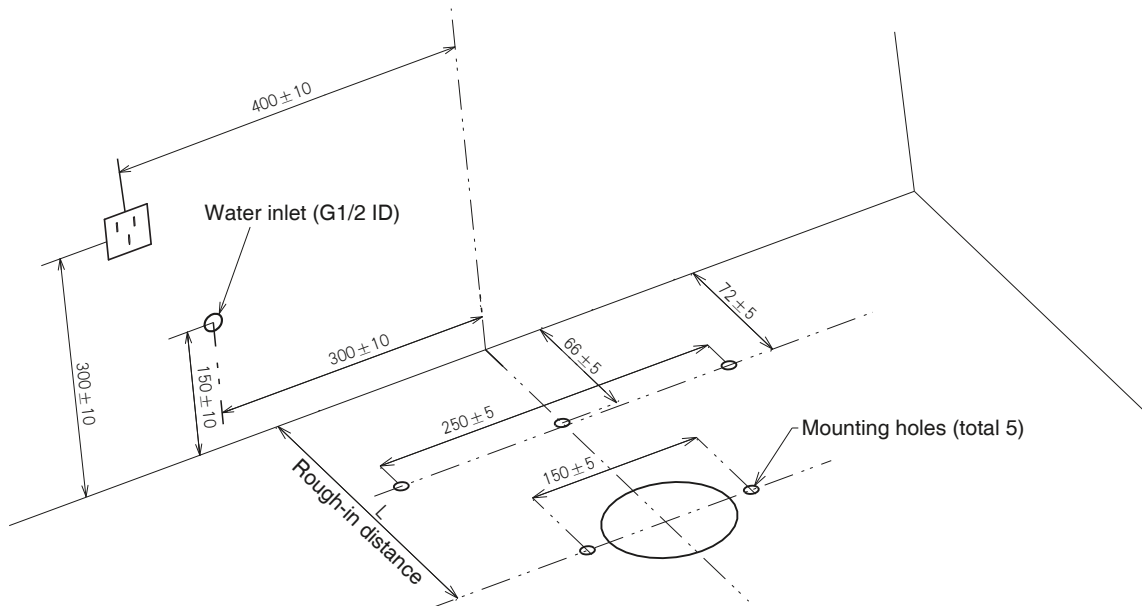 400±10
Water inlet (G1/2 ID)
72±5
300±10
66±5
300±10
150±10
250±5
Mounting holes (total 5)
150±5
L
Rough-in distance